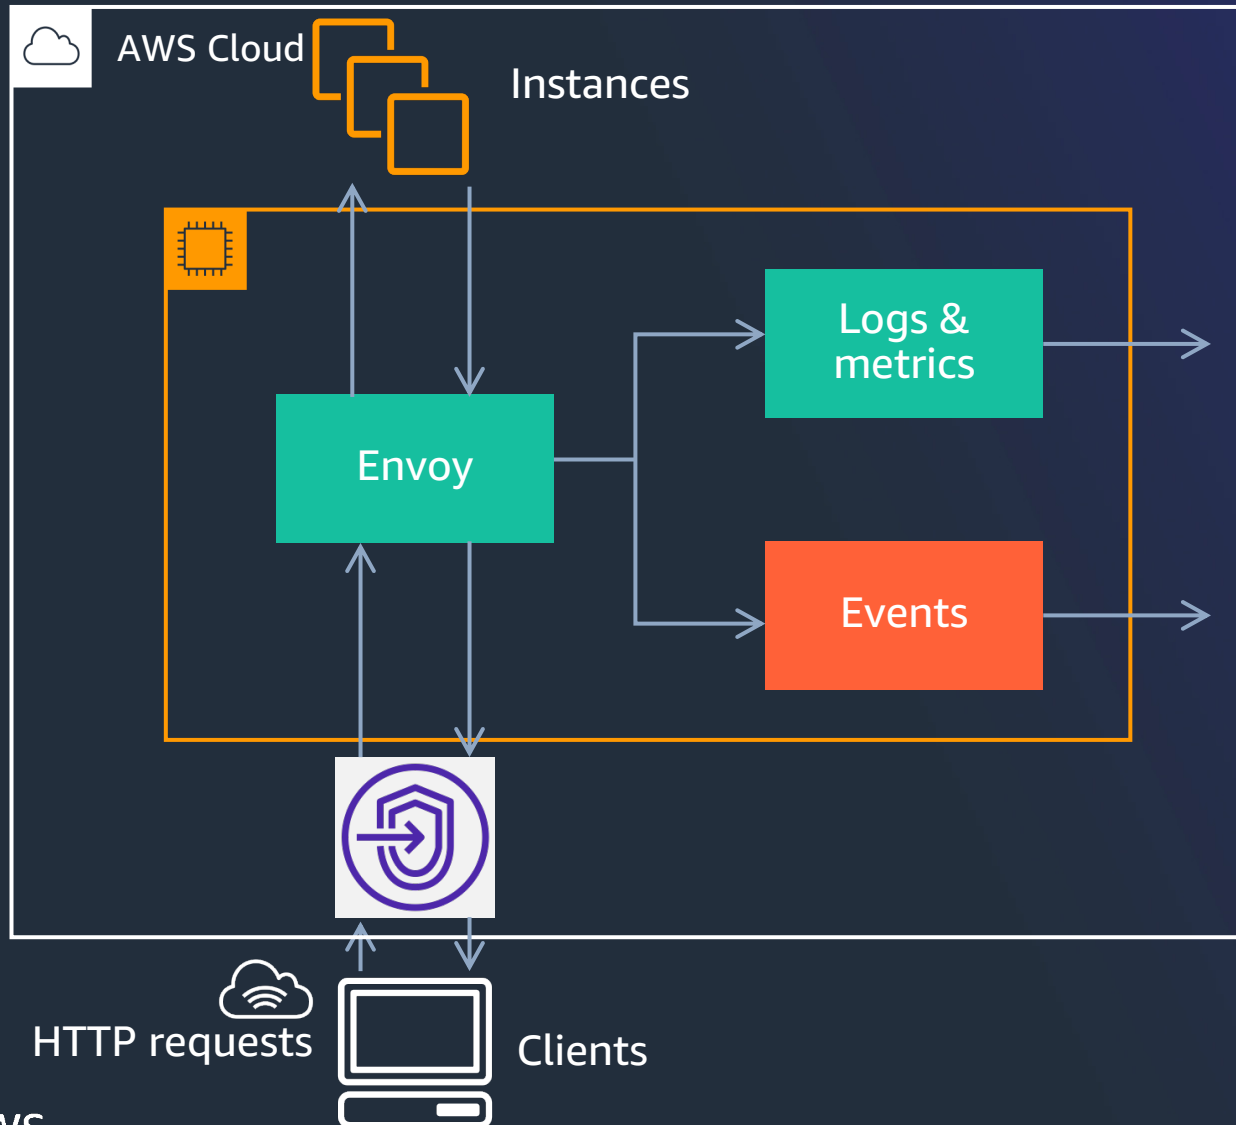 AWS Cloud
Instances
Logs &
metrics
Envoy
Events
HTTP requests
Clients